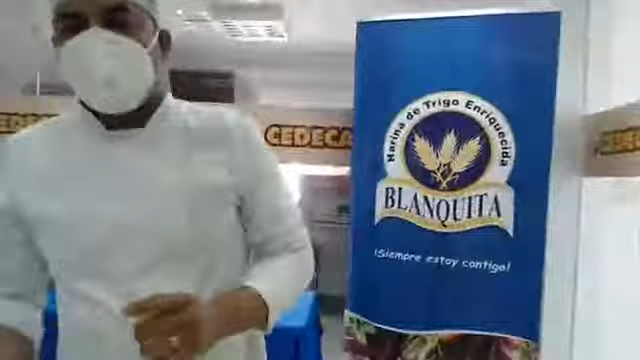 CEDECA
Harina de Trigo Enriquecida
BLANQUITA
¡Siempre estoy contigo!